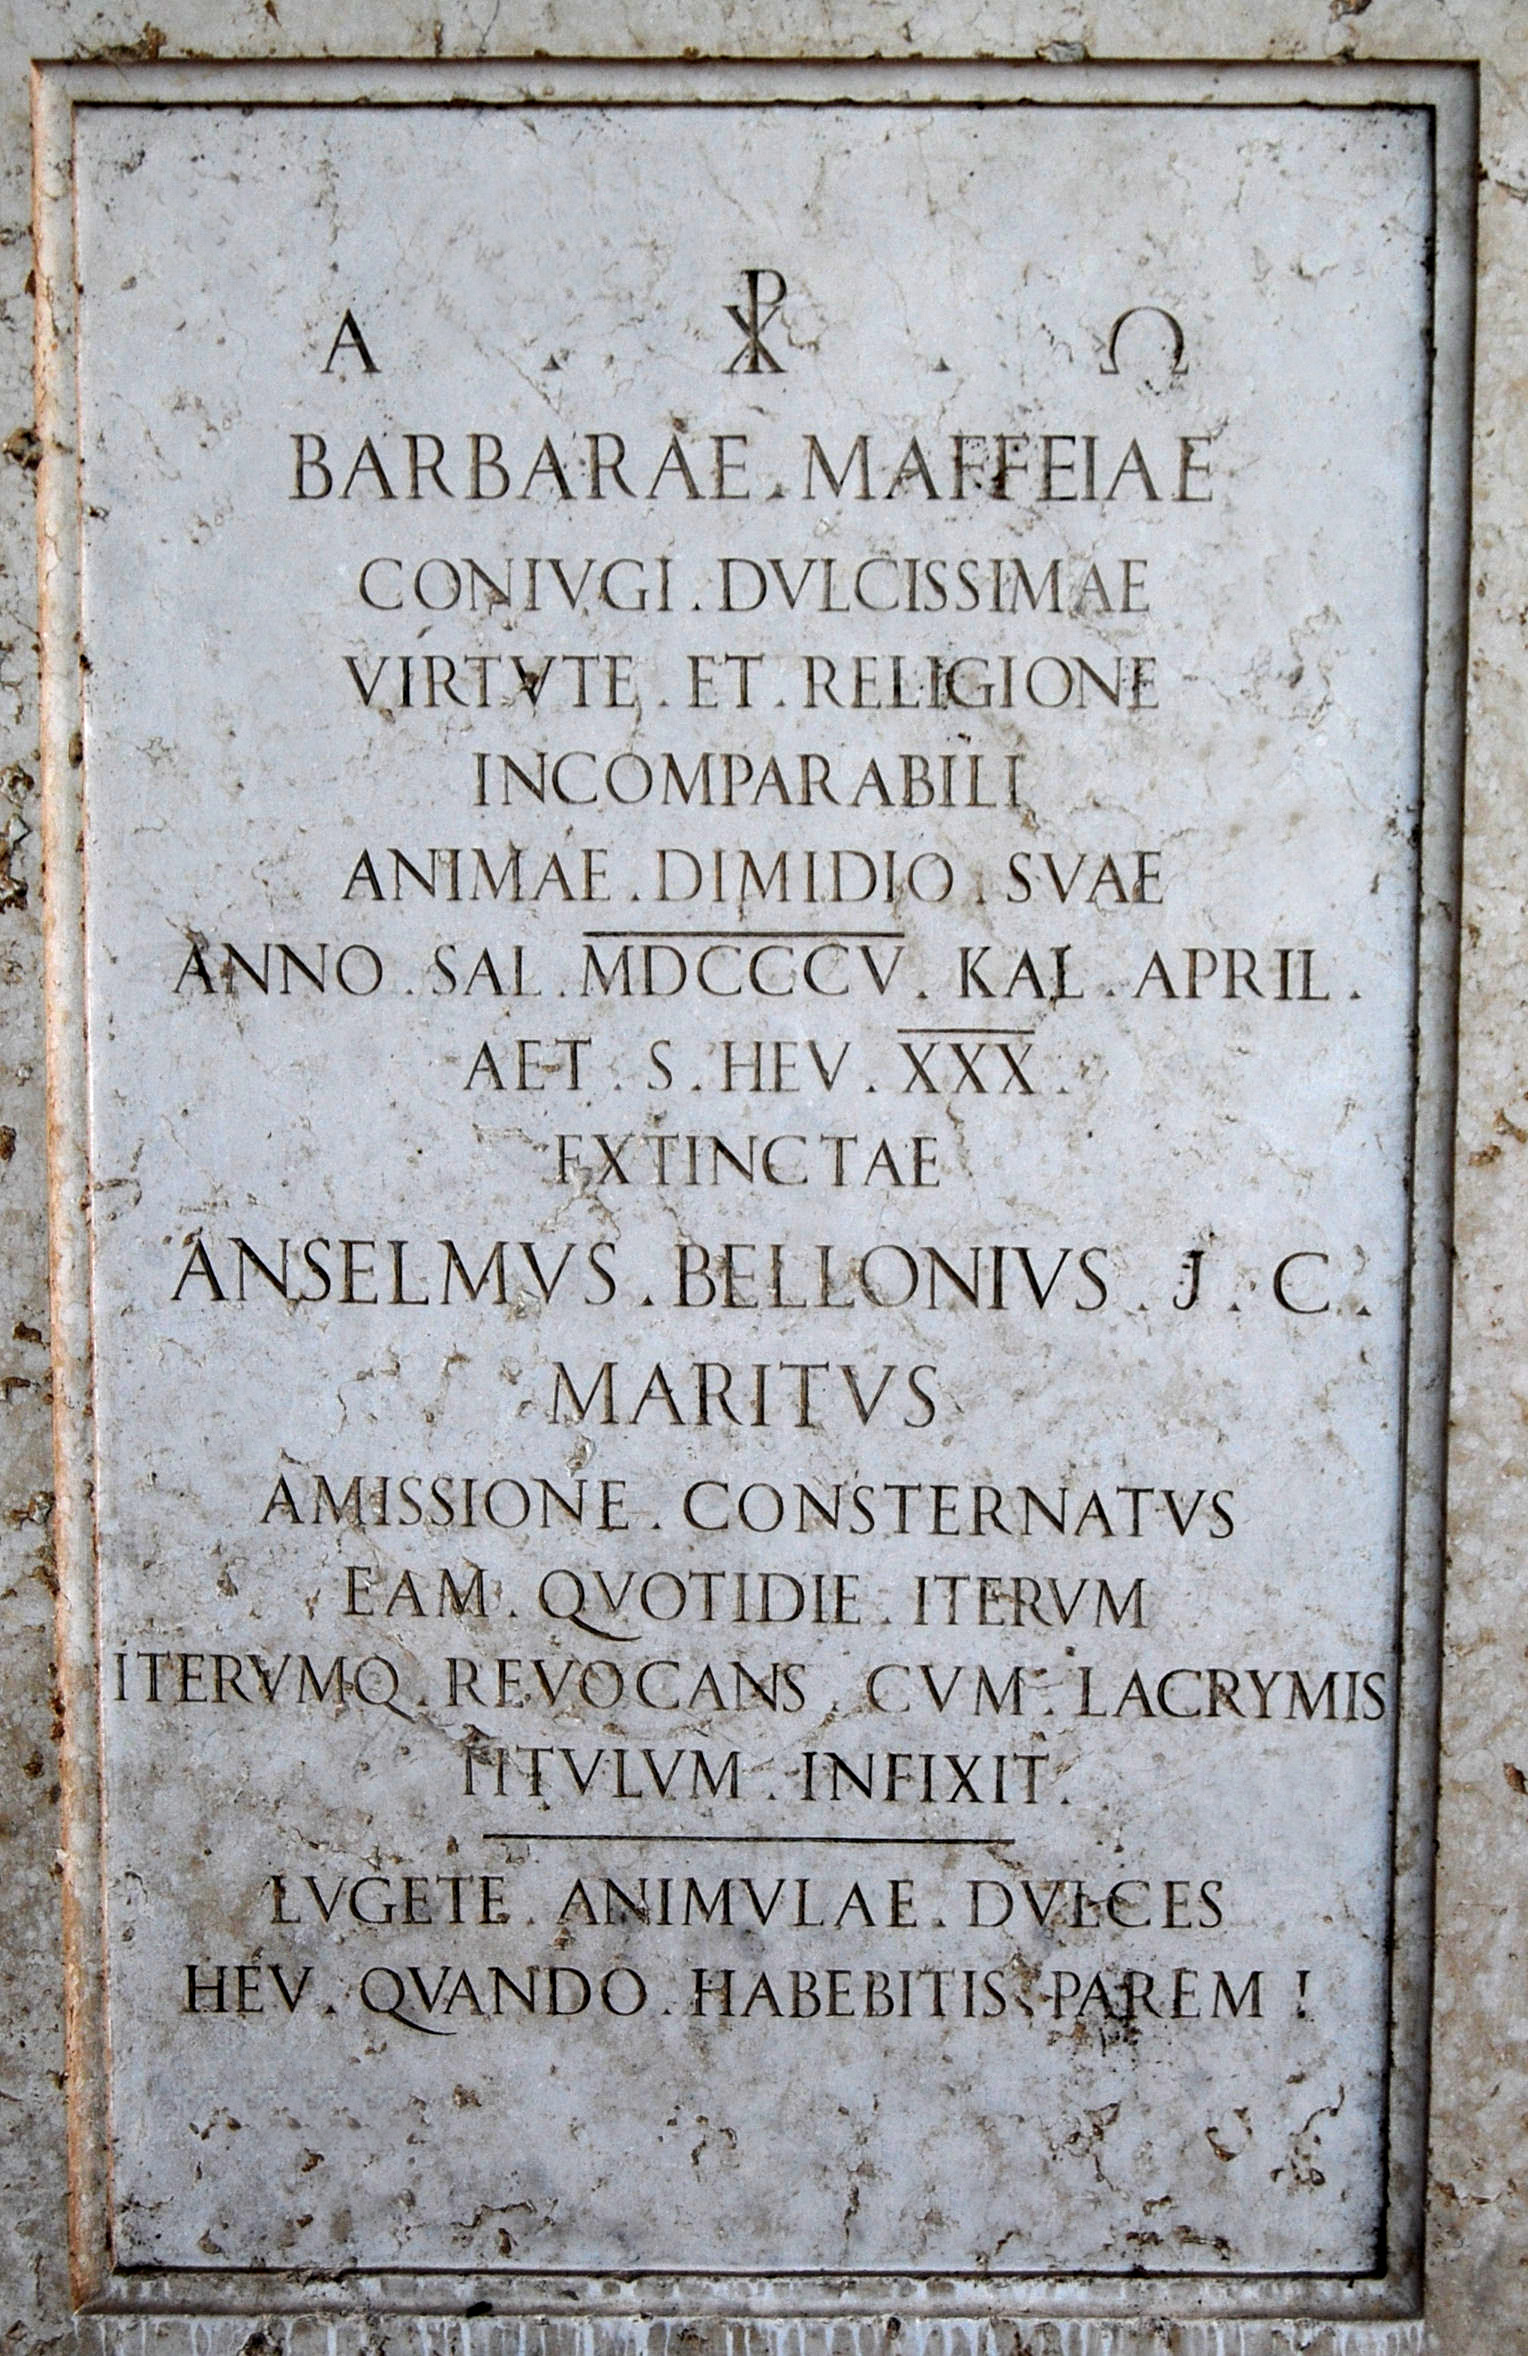 Α . ☧ . Ω
BARBARAE . MAFFEIAE
CONIVGI . DVLCISSIMAE
VIRTVTE . ET . RELIGIONE
INCOMPARABILI
ANIMAE . DIMIDIO . SVAE
ANNO . SAL . MDCCCV . KAL . APRIL .
AET . S . HEV . XXX .
EXTINCTAE
ANSELMVS . BELLONIVS . J . C .
MARITVS
AMISSIONE . CONSTERNATVS
EAM . QVOTIDIE . ITERVM
ITERVMQ . REVOCANS . CVM . LACRYMIS
TITVLVM . INFIXIT .
LVGETE . ANIMVLAE . DVLCES
HEV . QVANDO . HABEBITIS . PAREM !